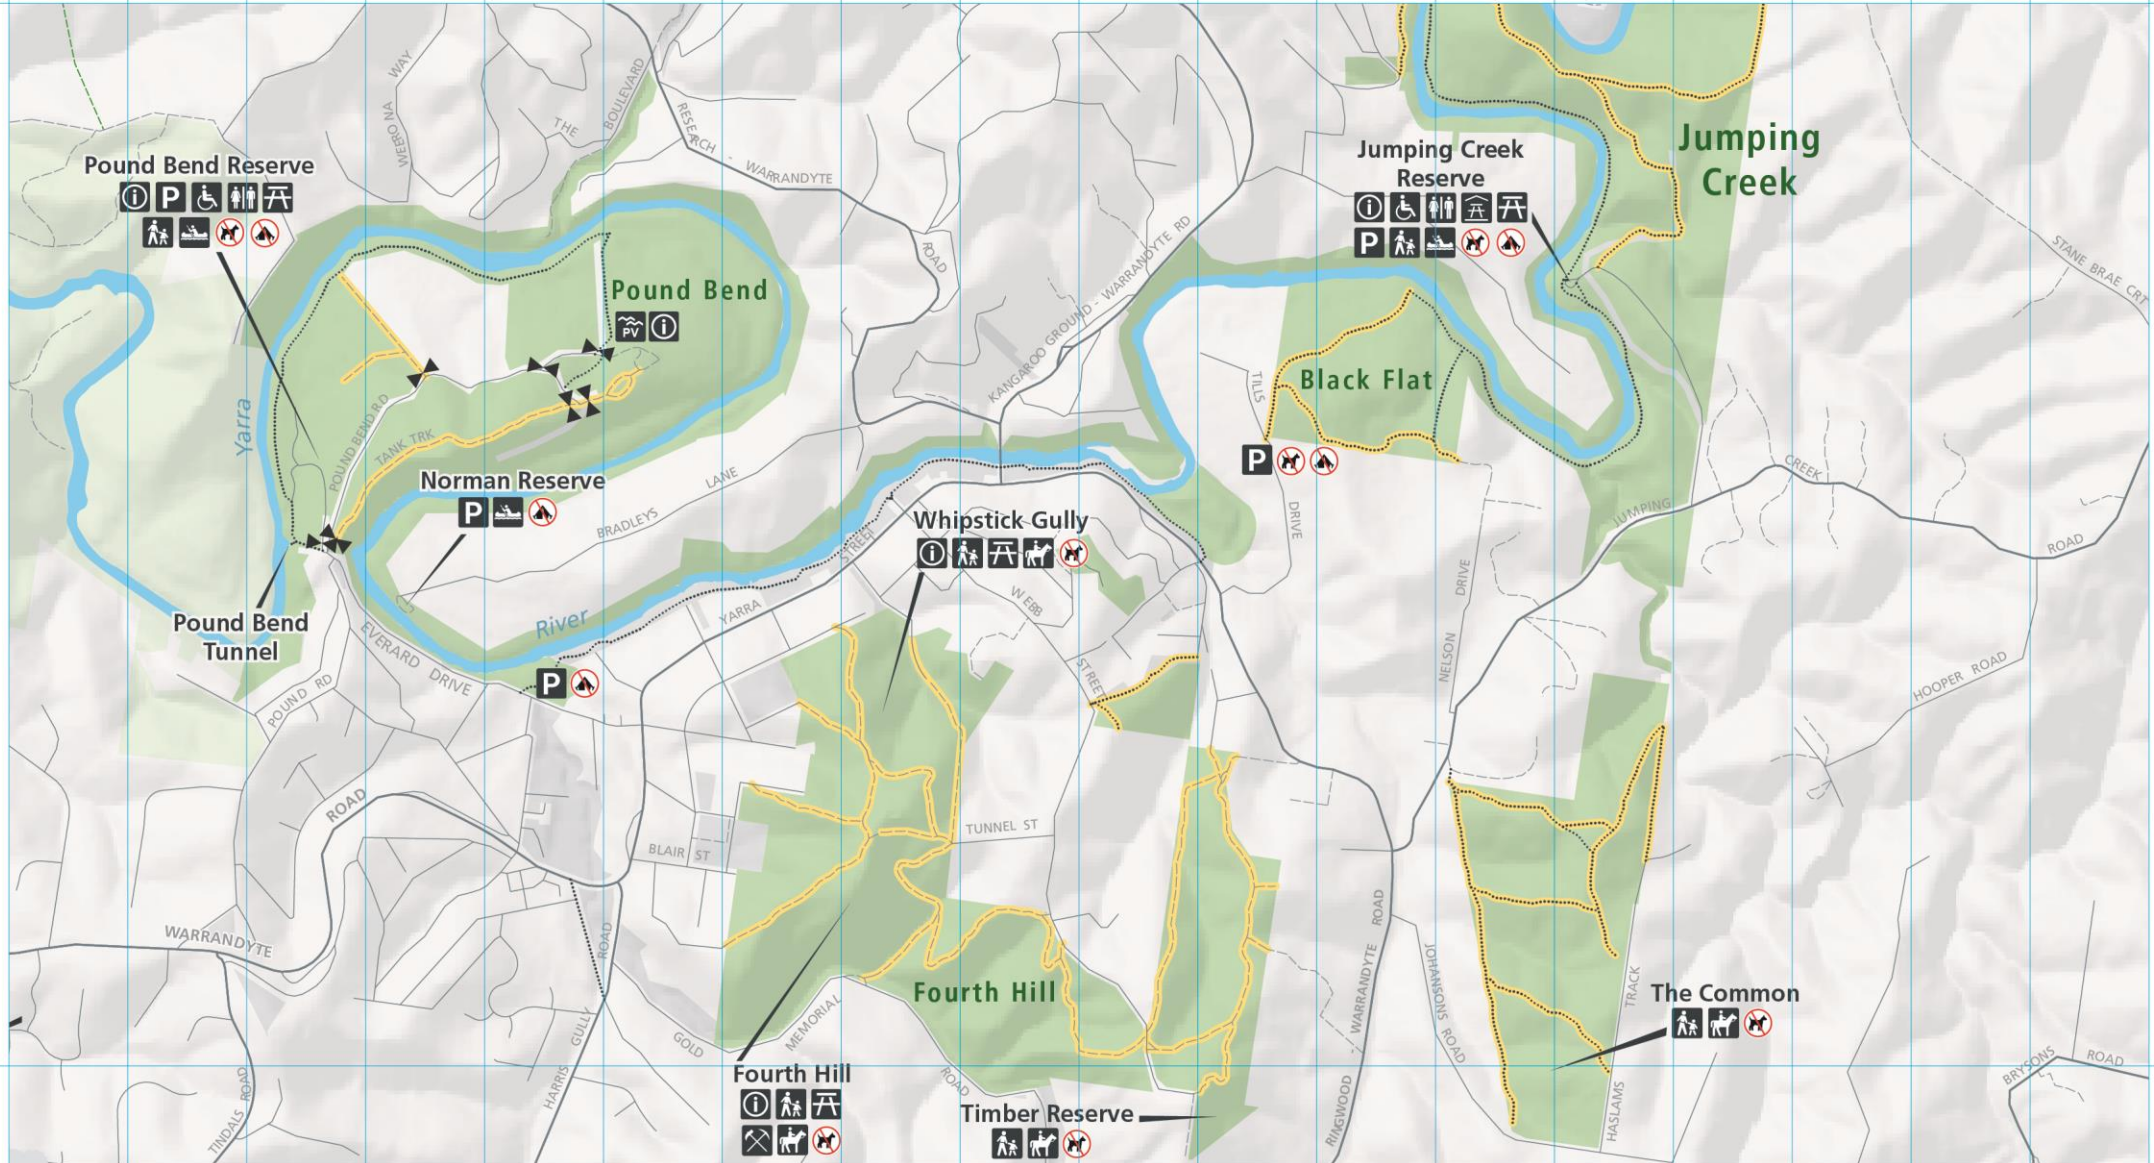 WEBO NA
WAY
THE
BOULEVARD
RESEARCH - WARRANDYTE
ROAD
Pound Bend Reserve
i P
Pound Bend
PV i
Yarra
POUND BEND RD
TANK TRK
Norman Reserve
P
BRADLEYS
LANE
Pound Bend
Tunnel
River
EVERARD
DRIVE
POUND RD
P
YARRA
STREET
KANGAROO GROUND - WARRANDYTE RD
Jumping Creek
Reserve
i
P
Jumping
Creek
Black Flat
P
TILLS
DRIVE
STANE BRAE CRT
JUMPING
CREEK
ROAD
HOOPER ROAD
NELSON
DRIVE
Whipstick Gully
i
WEBB
STREET
TUNNEL ST
BLAIR ST
ROAD
WARRANDYTE
TINDALS ROAD
HARRIS
GULLY
ROAD
GOLD
MEMORIAL
ROAD
Fourth Hill
Fourth Hill
i
Timber Reserve
RINGWOOD - WARRANDYTE ROAD
JOHANSONS ROAD
HASLAMS
TRACK
The Common
BRYSONS
ROAD